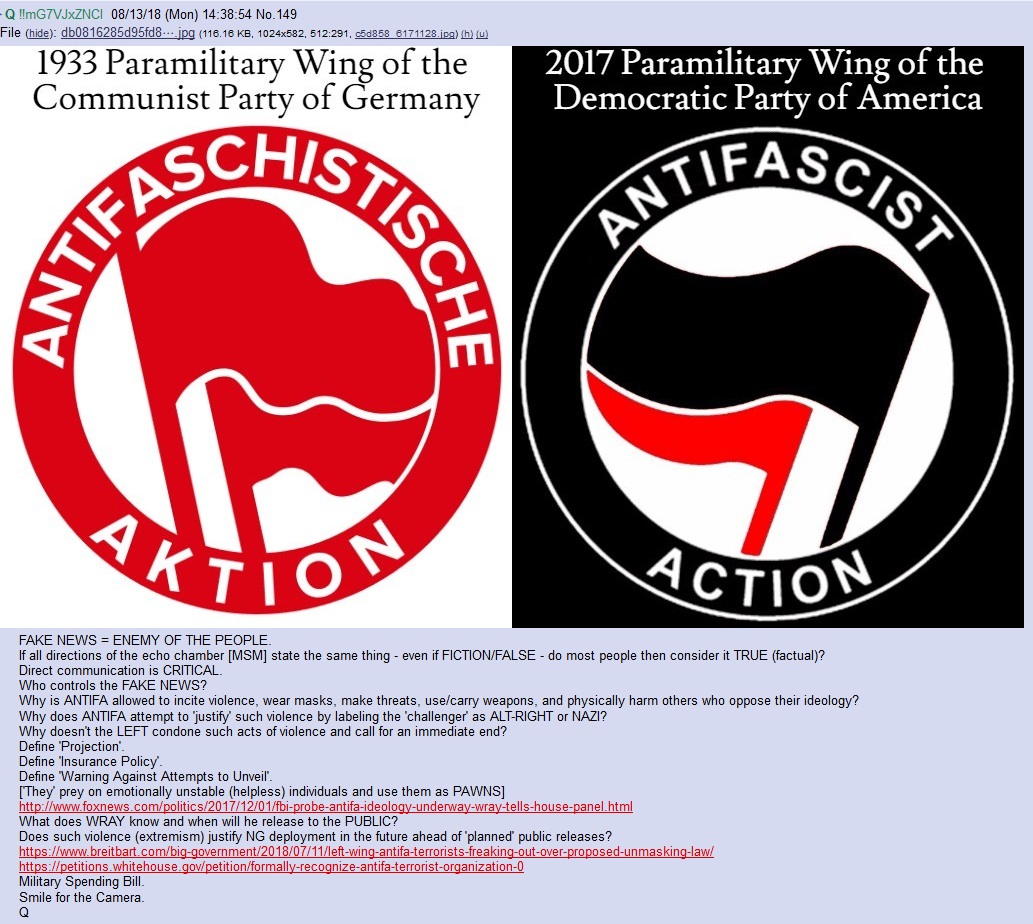 Q !!mG7VJxZNCI 08/13/18 (Mon) 14:38:54 No.149
File (hide): db0816285d95fd8⋯.jpg (116.16 KB, 1024x582, 512:291, c5d858_6171128.jpg) (h) (u)
1933 Paramilitary Wing of the
Communist Party of Germany
ANTIFASCHISTISCHE
AKTION
2017 Paramilitary Wing of the
Democratic Party of America
ANTIFASCIST
ACTION
FAKE NEWS = ENEMY OF THE PEOPLE.
If all directions of the echo chamber [MSM] state the same thing - even if FICTION/FALSE - do most people then consider it TRUE (factual)?
Direct communication is CRITICAL.
Who controls the FAKE NEWS?
Why is ANTIFA allowed to incite violence, wear masks, make threats, use/carry weapons, and physically harm others who oppose their ideology?
Why does ANTIFA attempt to 'justify' such violence by labeling the 'challenger' as ALT-RIGHT or NAZI?
Why doesn't the LEFT condone such acts of violence and call for an immediate end?
Define 'Projection'.
Define 'Insurance Policy'.
Define 'Warning Against Attempts to Unveil'.
['They' prey on emotionally unstable (helpless) individuals and use them as PAWNS]
http://www.foxnews.com/politics/2017/12/01/fbi-probe-antifa-ideology-underway-wray-tells-house-panel.html
What does WRAY know and when will he release to the PUBLIC?
Does such violence (extremism) justify NG deployment in the future ahead of 'planned' public releases?
https://www.breitbart.com/big-government/2018/07/11/left-wing-antifa-terrorists-freaking-out-over-proposed-unmasking-law/
https://petitions.whitehouse.gov/petition/formally-recognize-antifa-terrorist-organization-0
Military Spending Bill.
Smile for the Camera.
Q